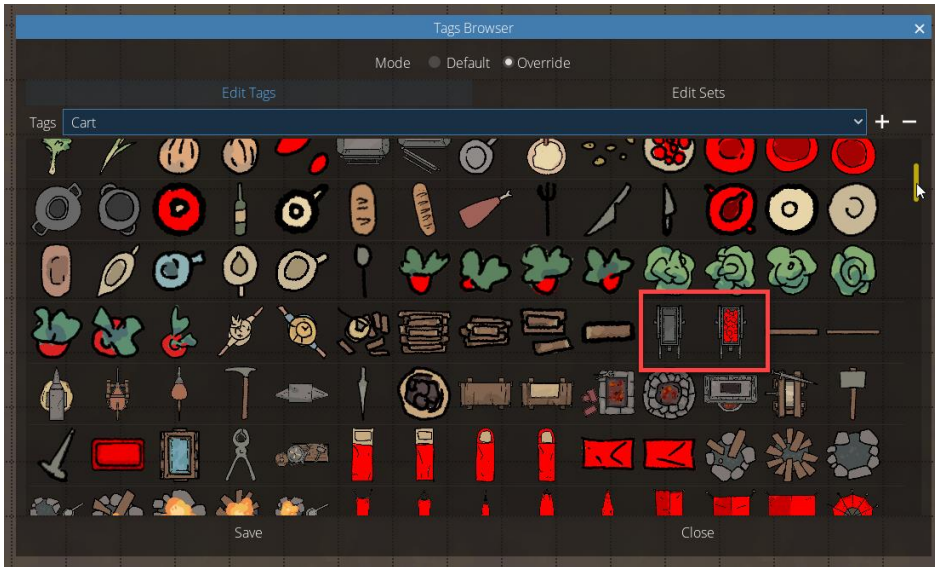 Tags Browser
Mode Default Override
Edit Tags Edit Sets
Tags Cart
Save Close